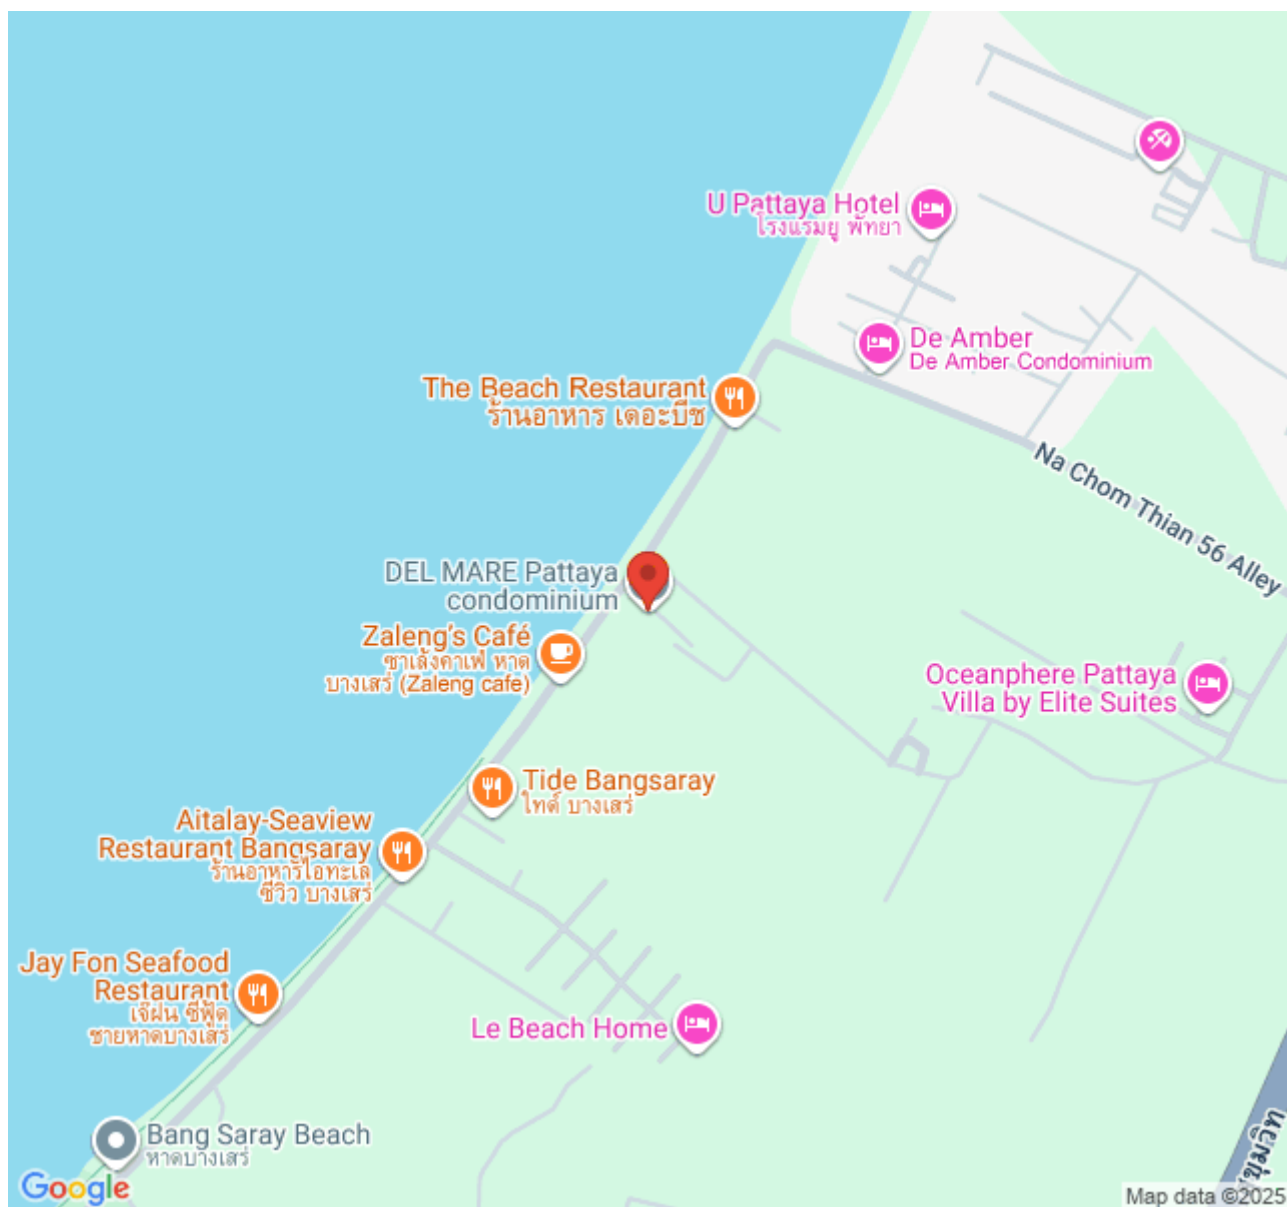 U Pattaya Hotel
โรงแรมยู พัทยา
De Amber
De Amber Condominium
The Beach Restaurant
ร้านอาหาร เดอะบีช
Na Chom Thian 56 Alley
DEL MARE Pattaya
condominium
Zaleng's Café
ซาเล้งคาเฟ่ หาด
บางเสร่ (Zaleng cafe)
Oceanphere Pattaya
Villa by Elite Suites
Tide Bangsaray
ไทด์ บางเสร่
Aitalay-Seaview
Restaurant Bangsaray
ร้านอาหารไอทะเล
ซีวิว บางเสร่
Jay Fon Seafood
Restaurant
เจ๊ฝน ซีฟู้ด
ชายหาดบางเสร่
Le Beach Home
Bang Saray Beach
หาดบางเสร่
Google
Map data ©2025